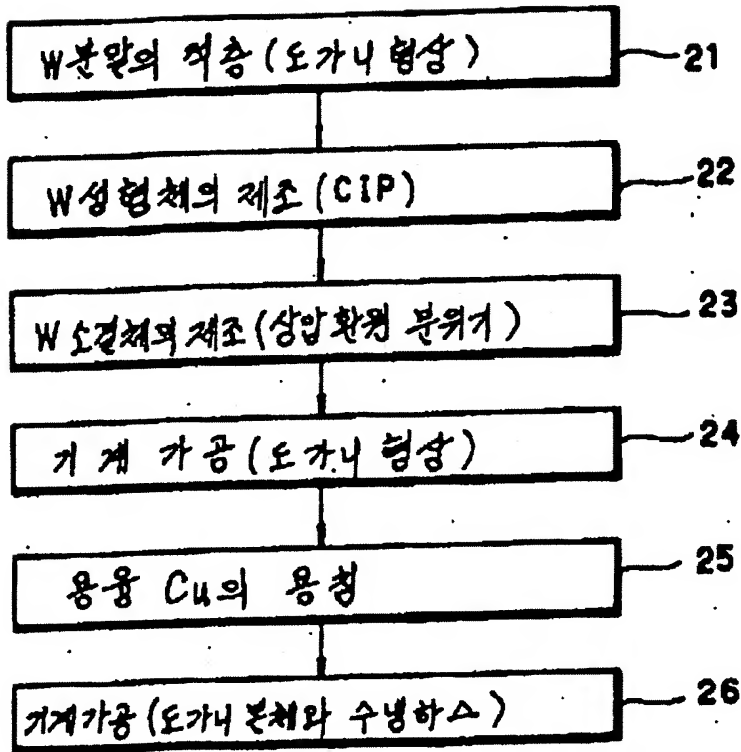 W분말의 적층(도가니 형상) 21
W성형체의 제조(CIP) 22
W소결체의 제조(상압환원 분위기) 23
기계 가공(도가니 형상) 24
용융 Cu의 용침 25
기계가공(도가니 본체와 수냉하스) 26